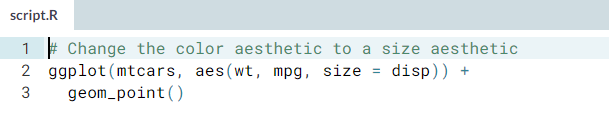 script.R
1 # Change the color aesthetic to a size aesthetic
2 ggplot(mtcars, aes(wt, mpg, size = disp)) +
3   geom_point()